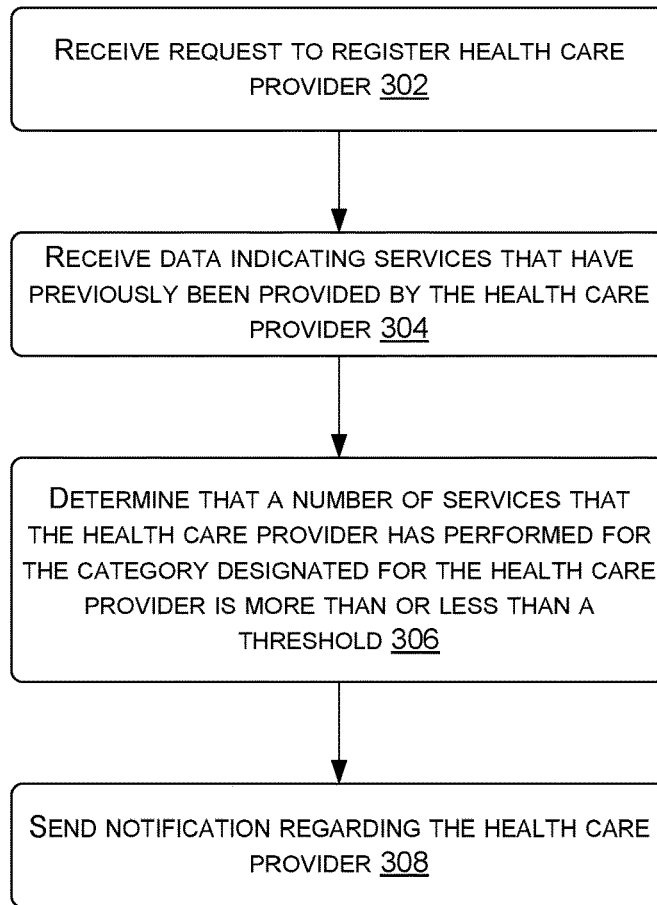 RECEIVE REQUEST TO REGISTER HEALTH CARE
PROVIDER 302
RECEIVE DATA INDICATING SERVICES THAT HAVE
PREVIOUSLY BEEN PROVIDED BY THE HEALTH CARE
PROVIDER 304
DETERMINE THAT A NUMBER OF SERVICES THAT
THE HEALTH CARE PROVIDER HAS PERFORMED FOR
THE CATEGORY DESIGNATED FOR THE HEALTH CARE
PROVIDER IS MORE THAN OR LESS THAN A
THRESHOLD 306
SEND NOTIFICATION REGARDING THE HEALTH CARE
PROVIDER 308